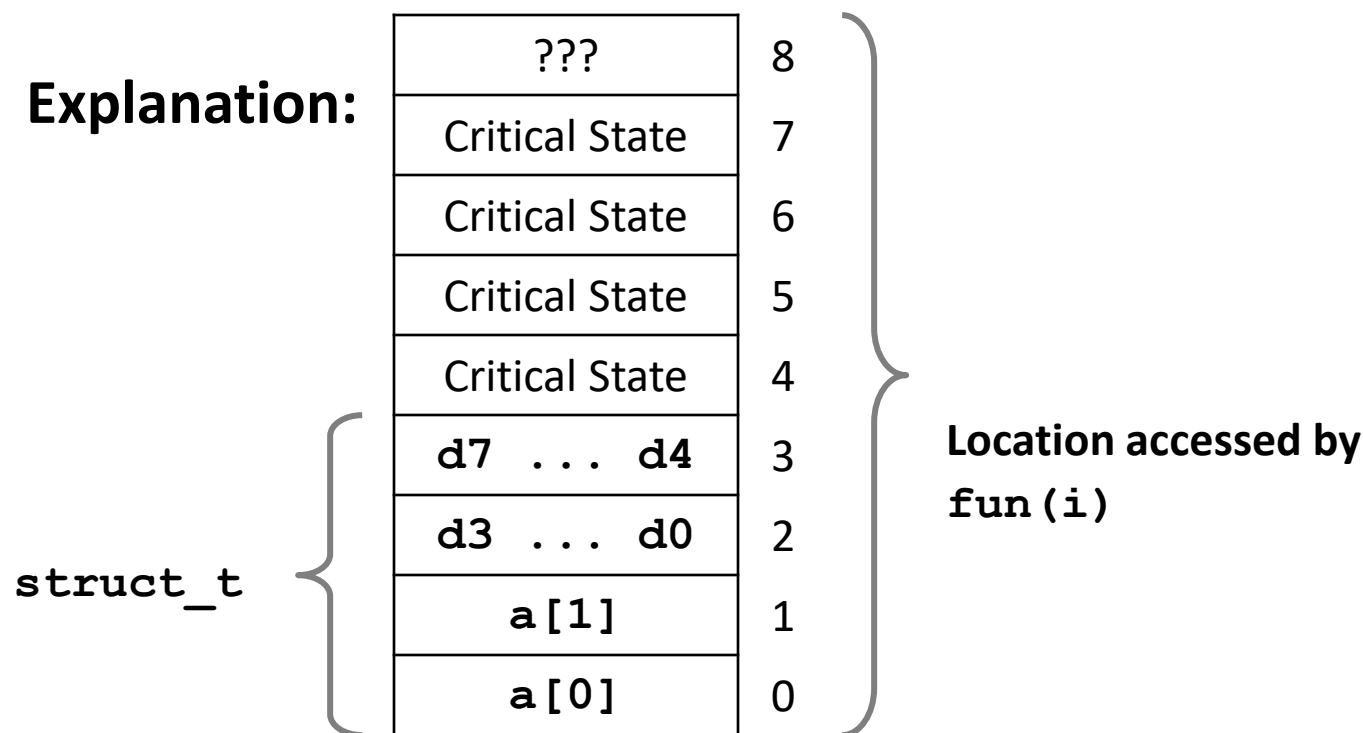 Explanation:
??? 8
Critical State 7
Critical State 6
Critical State 5
Critical State 4
d7 ... d4 3
d3 ... d0 2
a[1] 1
a[0] 0
struct_t
Location accessed by
fun(i)